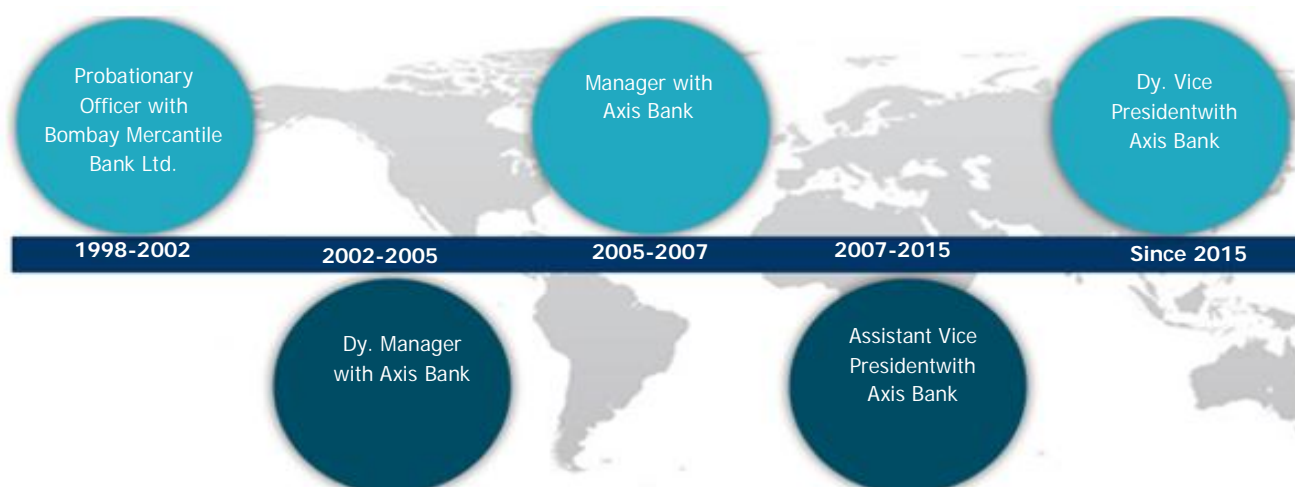 Probationary
Officer with
Bombay Mercantile
Bank Ltd.
Manager with
Axis Bank
Dy. Vice
Presidentwith
Axis Bank
1998-2002
2002-2005
2005-2007
2007-2015
Since 2015
Dy. Manager
with Axis Bank
Assistant Vice
Presidentwith
Axis Bank